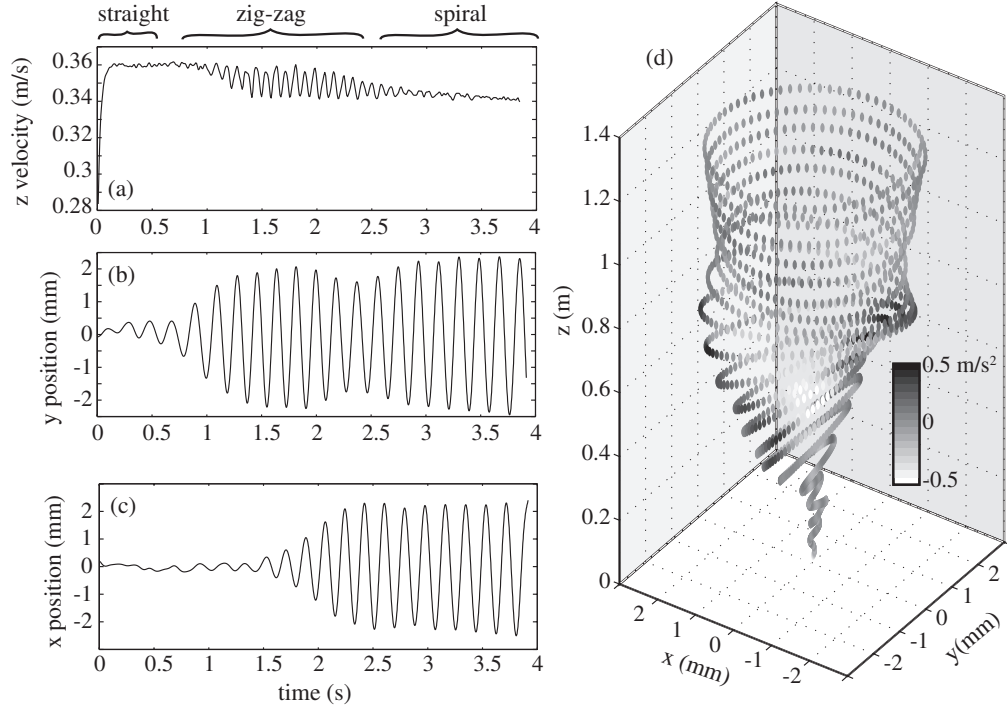 straight zig-zag spiral
z velocity (m/s)
0.36
0.34
0.3
0.3
0.28
(a)
0 0.5 1 1.5 2 2.5 3 3.5 4
y position (mm)
2
1
0
-1
-2
(b)
0 0.5 1 1.5 2 2.5 3 3.5 4
x position (mm)
2
1
0
-1
-2
(c)
0 0.5 1 1.5 2 2.5 3 3.5 4
time (s)
(d)
z (m)
1.4
1.2
1
0.8
0.6
0.4
0.2
0
0.5 m/s²
0
-0.5
2 1 0 -1 -2
x (mm)
2
1
0
-1
-2
y(mm)